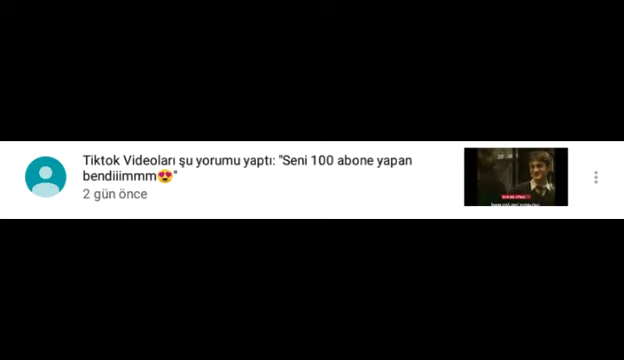 Tiktok Videoları şu yorumu yaptı: "Seni 100 abone yapan
bendiiimmm😍"
2 gün önce